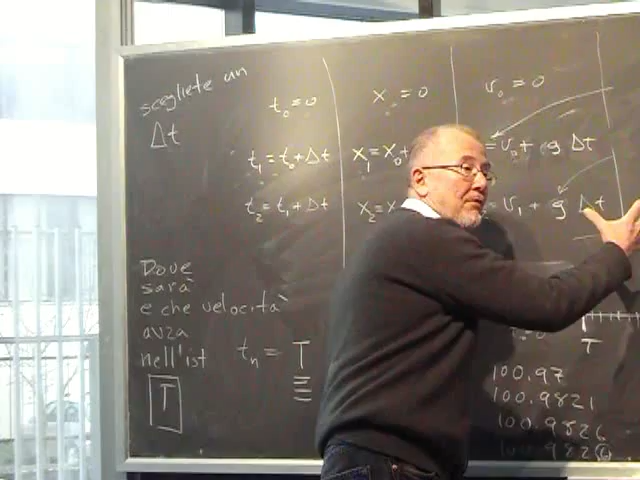 scegliete un
Δt
t₀ = 0
x₀ = 0
v₀ = 0
t₁ = t₀ + Δt
x₁ = x₀ +
= v₀ + g Δt
t₂ = t₁ + Δt
x₂ = x
= v₁ + g Δt
Dove
sarà
e che velocità
avrà
nell'ist
T
tₙ = T
T
100.97
100.9821
100.9826